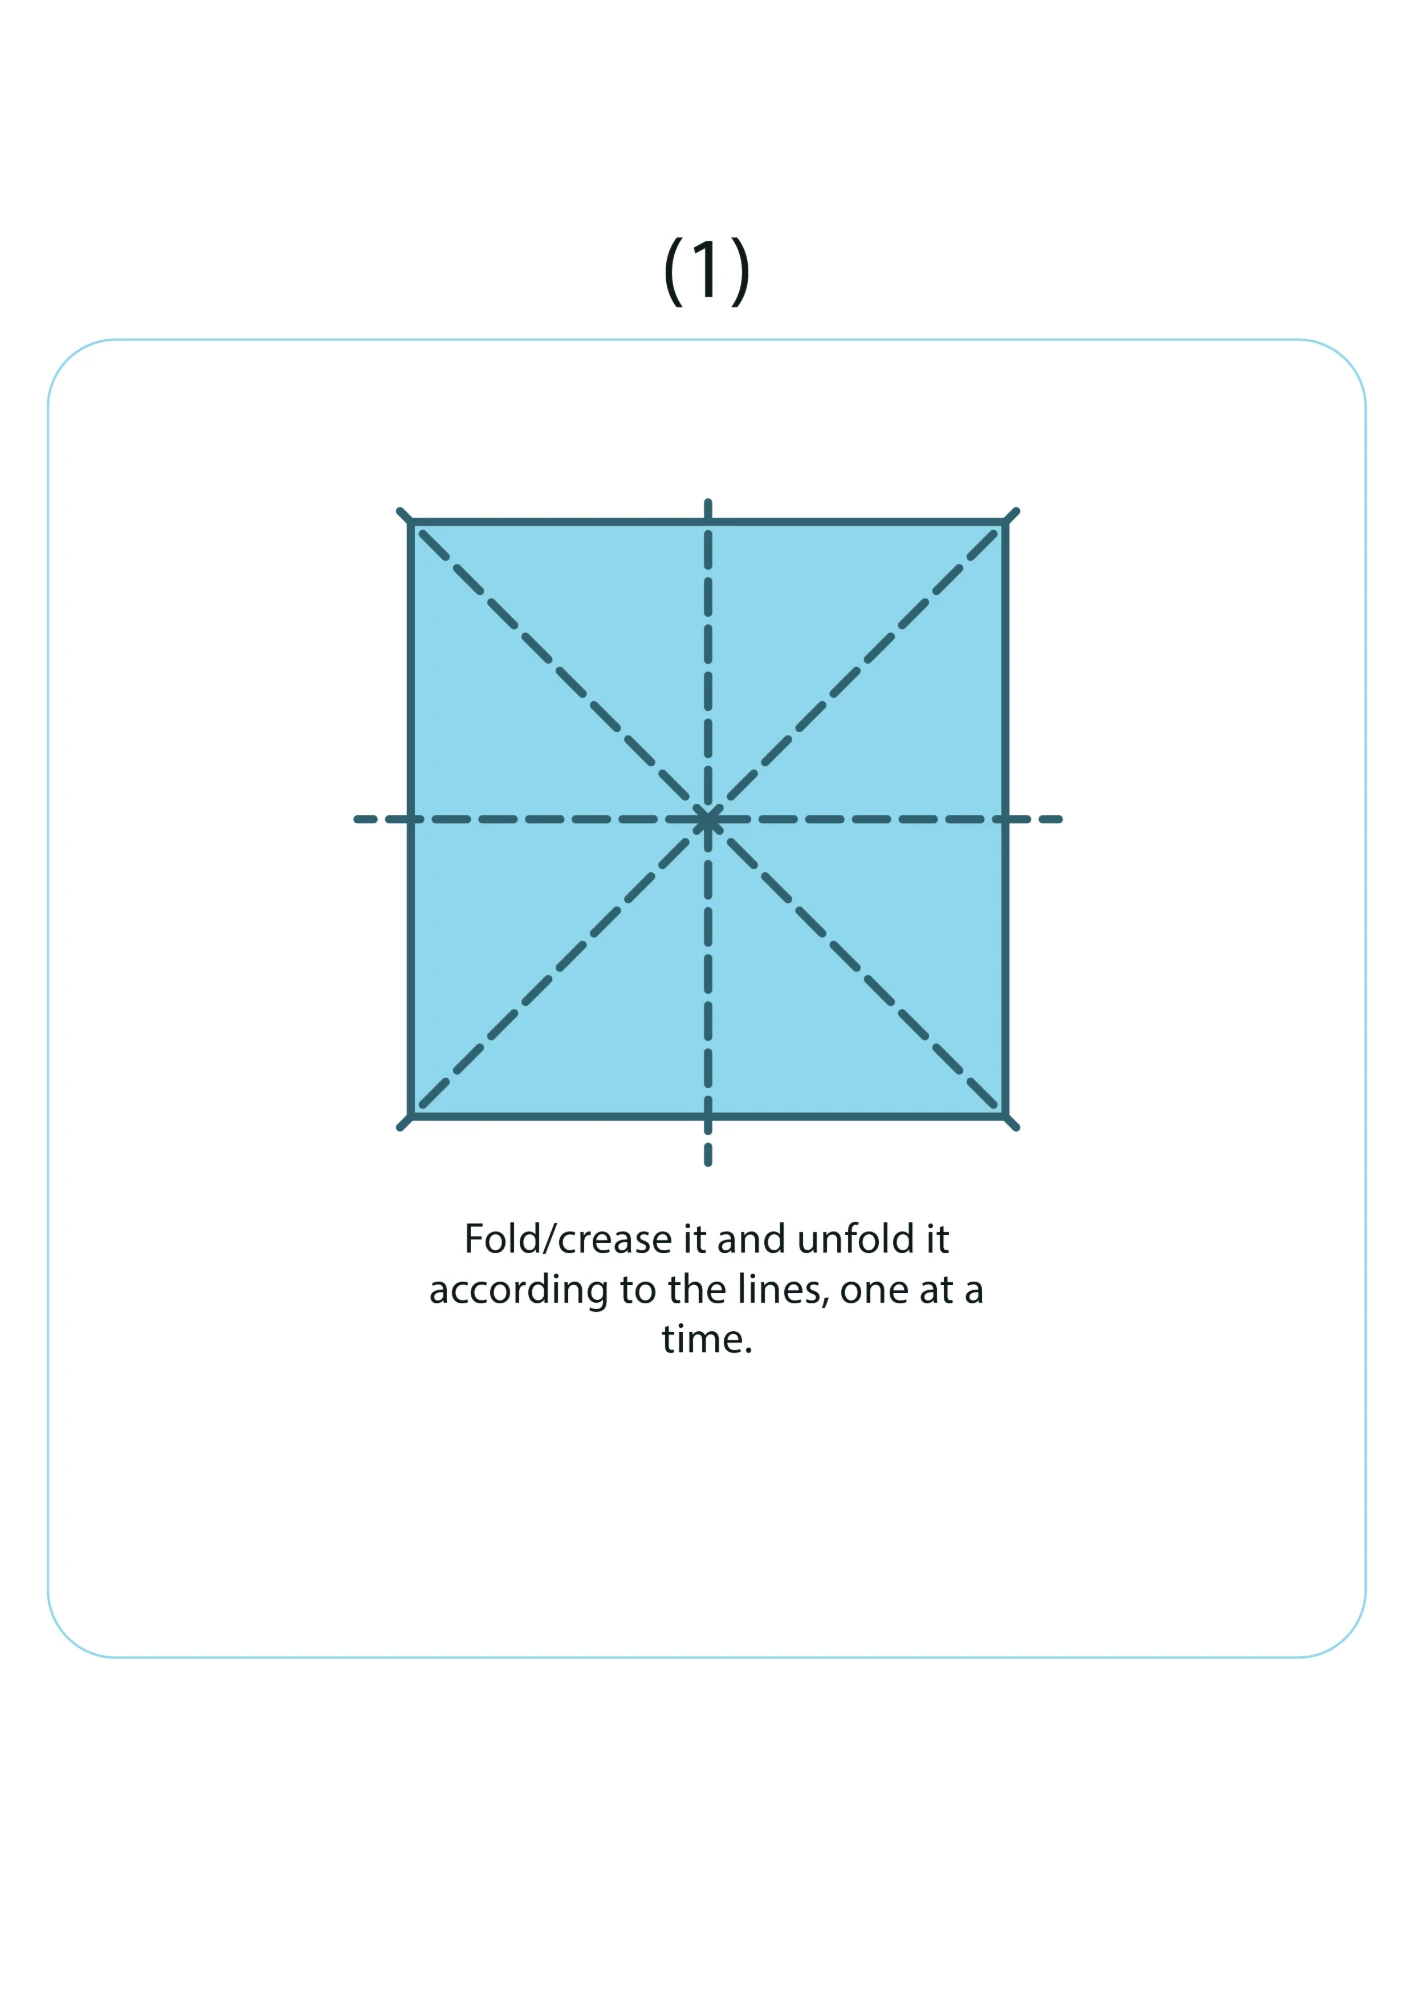 (1)
Fold/crease it and unfold it
according to the lines, one at a
time.